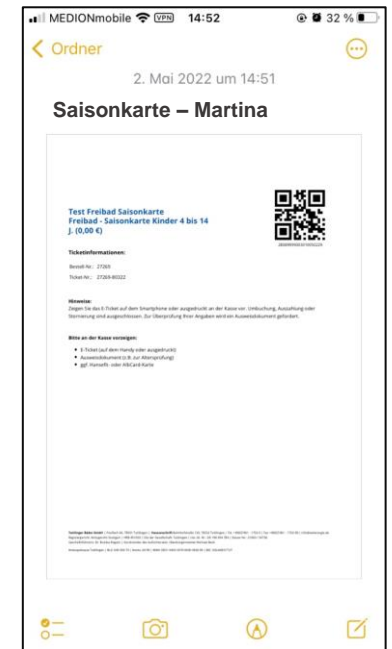 MEDIONmobile VPN 14:52 32 %
Ordner
2. Mai 2022 um 14:51
Saisonkarte – Martina
Test Freibad Saisonkarte
Freibad - Saisonkarte Kinder 4 bis 14
J. (0,00 €)
Ticketinformationen:
Bestell-Nr.: 27269
Ticket-Nr.: 27269-80322
Hinweise:
Zeigen Sie das E-Ticket auf dem Smartphone oder ausgedruckt an der Kasse vor. Umbuchung, Auszahlung oder
Stornierung sind ausgeschlossen. Zur Überprüfung Ihrer Angaben wird ein Ausweisdokument gefordert.
Bitte an der Kasse vorzeigen:
E-Ticket (auf dem Handy oder ausgedruckt)
Ausweisdokument (z.B. zur Altersprüfung)
ggf. Honseffr. oder AlbCard-Karte